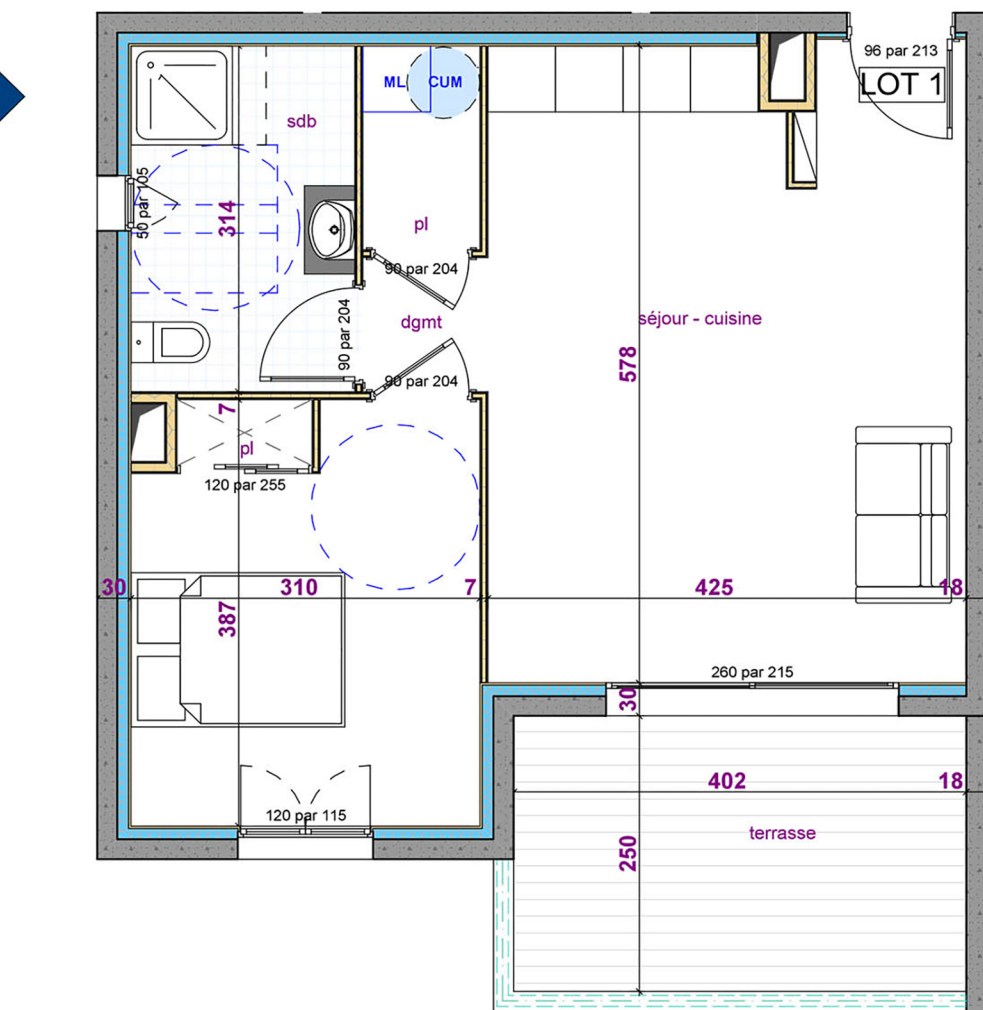 96 par 213
LOT 1
ML
CUM
sdb
50 par 105
314
pl
90 par 204
dgmt
90 par 204
séjour - cuisine
578
90 par 204
7
pl
120 par 255
30
310
7
425
18
387
260 par 215
30
402
18
120 par 115
terrasse
250